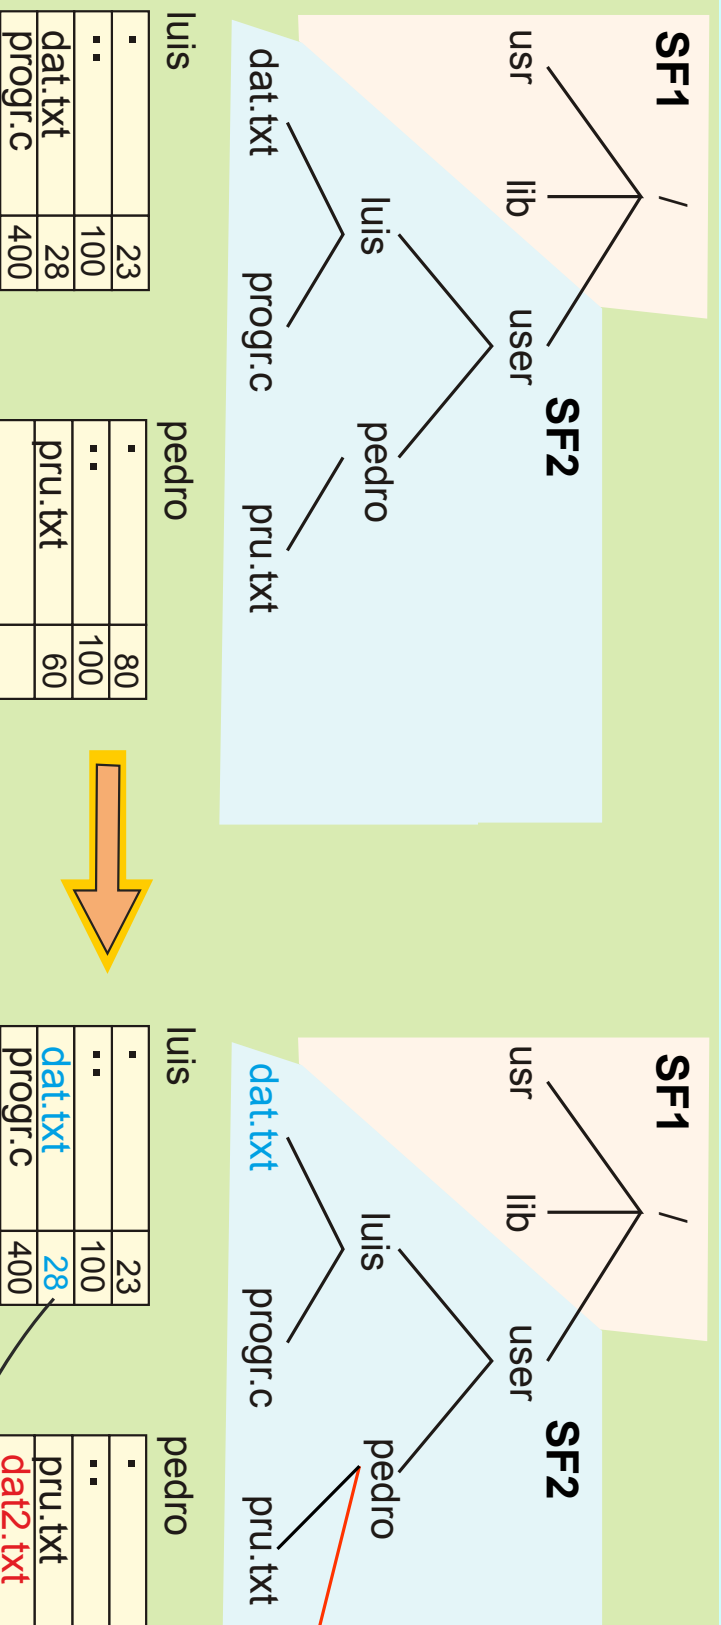 SF1 /
SF2
usr lib user
luis pedro
dat.txt progr.c pru.txt
luis
. 23
.. 100
dat.txt 28
progr.c 400
pedro
. 80
.. 100
pru.txt 60
SF1 /
SF2
usr lib user
luis pedro
dat.txt progr.c pru.txt
luis
. 23
.. 100
dat.txt 28
progr.c 400
pedro
.
..
pru.txt
dat2.txt